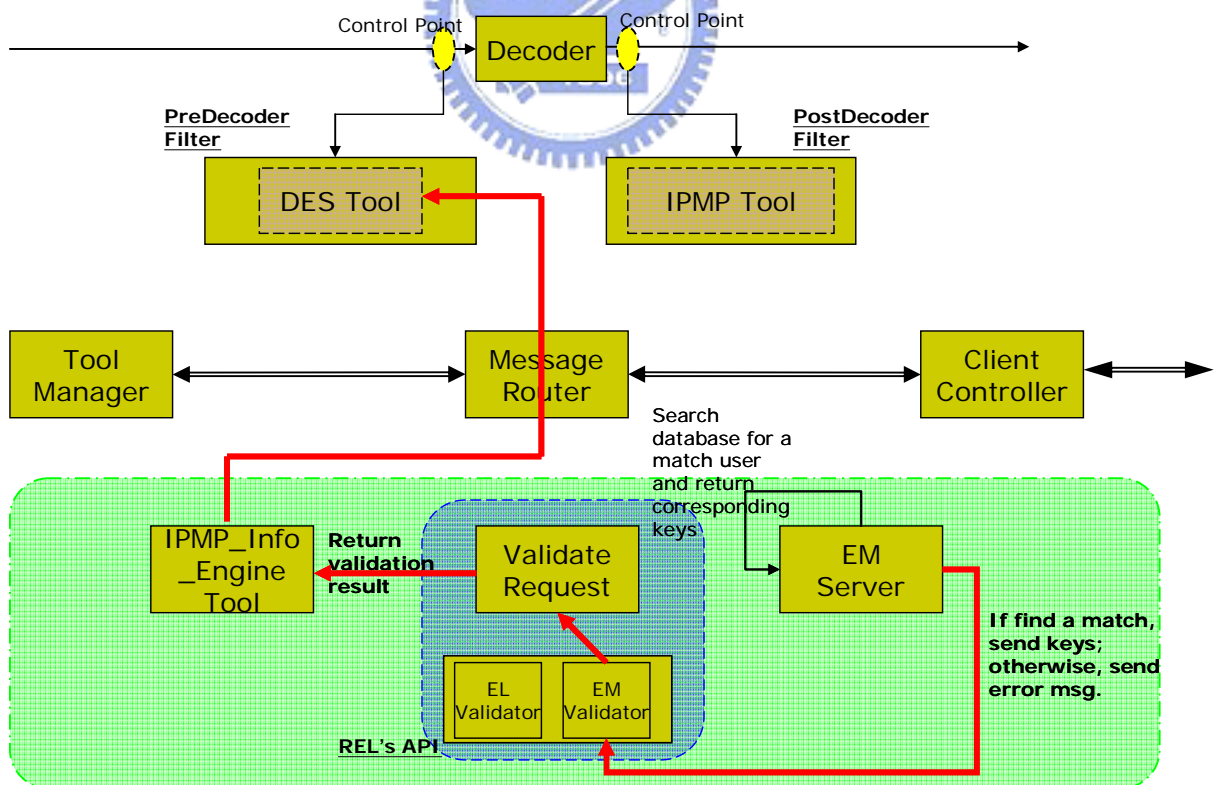 Control Point
Control Point
Decoder
PreDecoder
Filter
PostDecoder
Filter
DES Tool
IPMP Tool
Tool
Manager
Message
Router
Client
Controller
Search
database for a
match user
and return
corresponding
keys
IPMP_Info
_Engine
Tool
Return
validation
result
Validate
Request
EM
Server
If find a match,
send keys;
otherwise, send
error msg.
EL
Validator
EM
Validator
REL's API